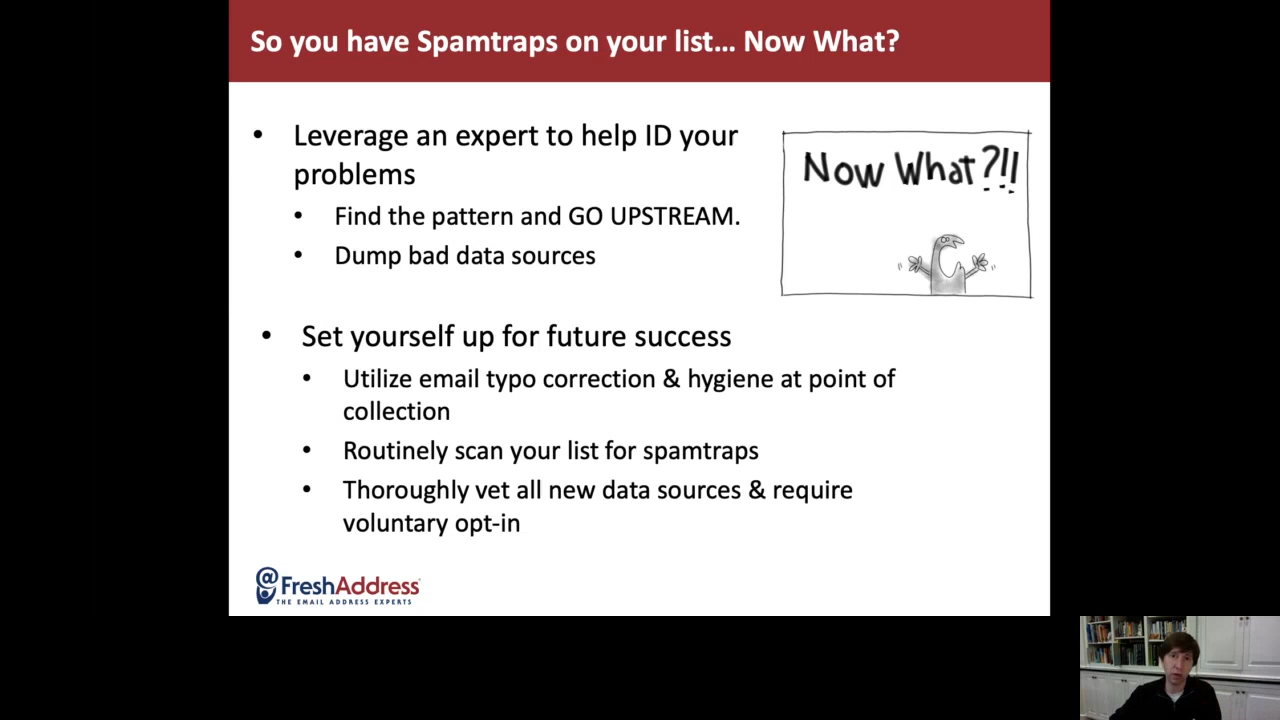 So you have Spamtraps on your list… Now What?
• Leverage an expert to help ID your
problems
• Find the pattern and GO UPSTREAM.
• Dump bad data sources
Now What?!!
• Set yourself up for future success
• Utilize email typo correction & hygiene at point of
collection
• Routinely scan your list for spamtraps
• Thoroughly vet all new data sources & require
voluntary opt-in
@ FreshAddress
THE EMAIL ADDRESS EXPERTS